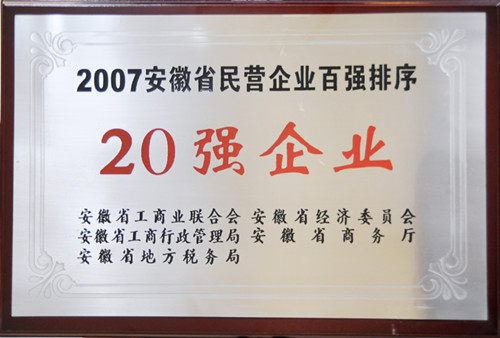 2007安徽省民营企业百强排序
20强企业
安徽省工商业联合会 安徽省经济委员会
安徽省工商行政管理局 安徽省商务厅
安徽省地方税务局